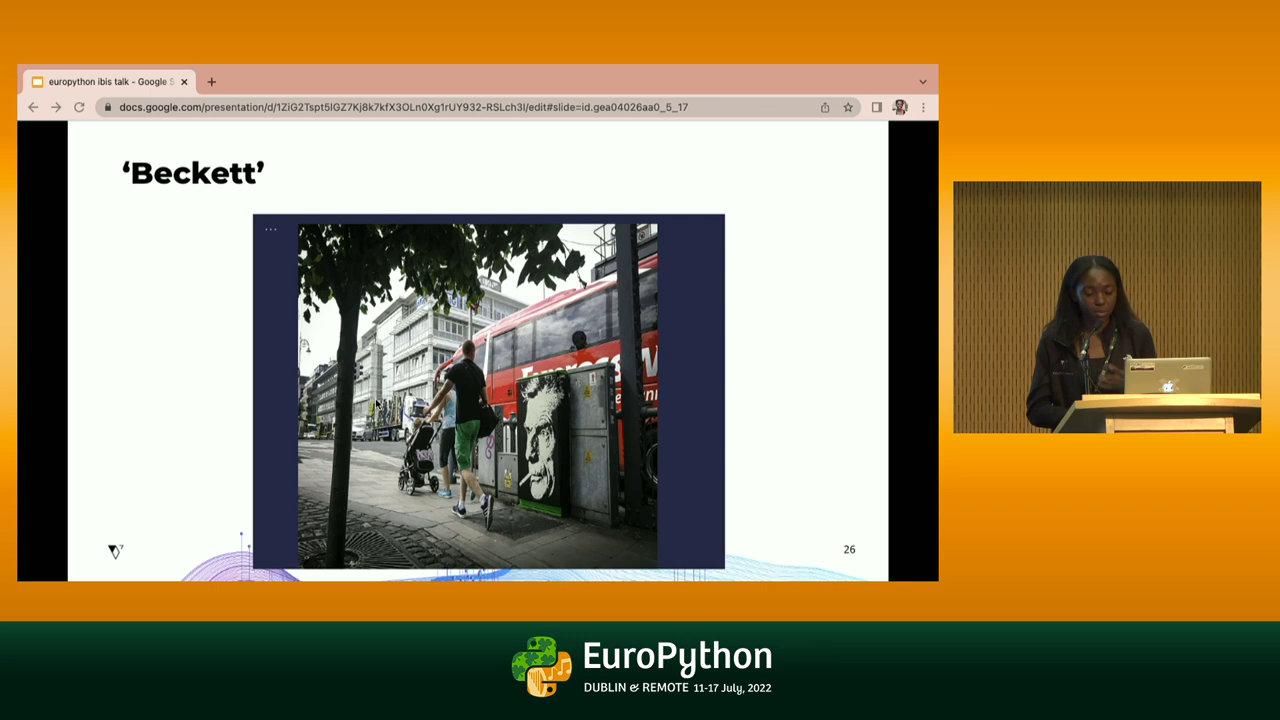 europython ibis talk - Google S
docs.google.com/presentation/d/1ZiG2Tspt5lGZ7Kj8k7kfX3OLn0Xg1rUY932-RSLch3I/edit#slide=id.gea04026aa0_5_17
‘Beckett’
26
EuroPython
DUBLIN & REMOTE 11-17 July, 2022